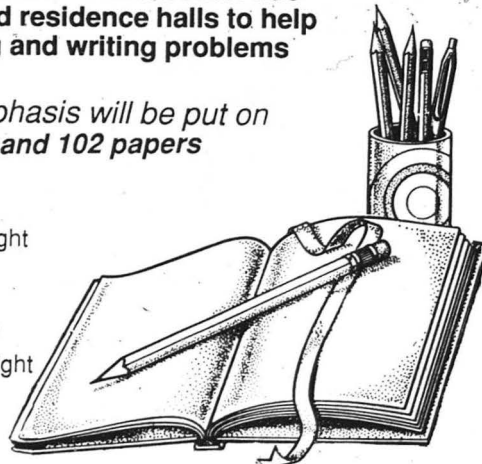 d residence halls to help
and writing problems
phasis will be put on
and 102 papers
ght
ght